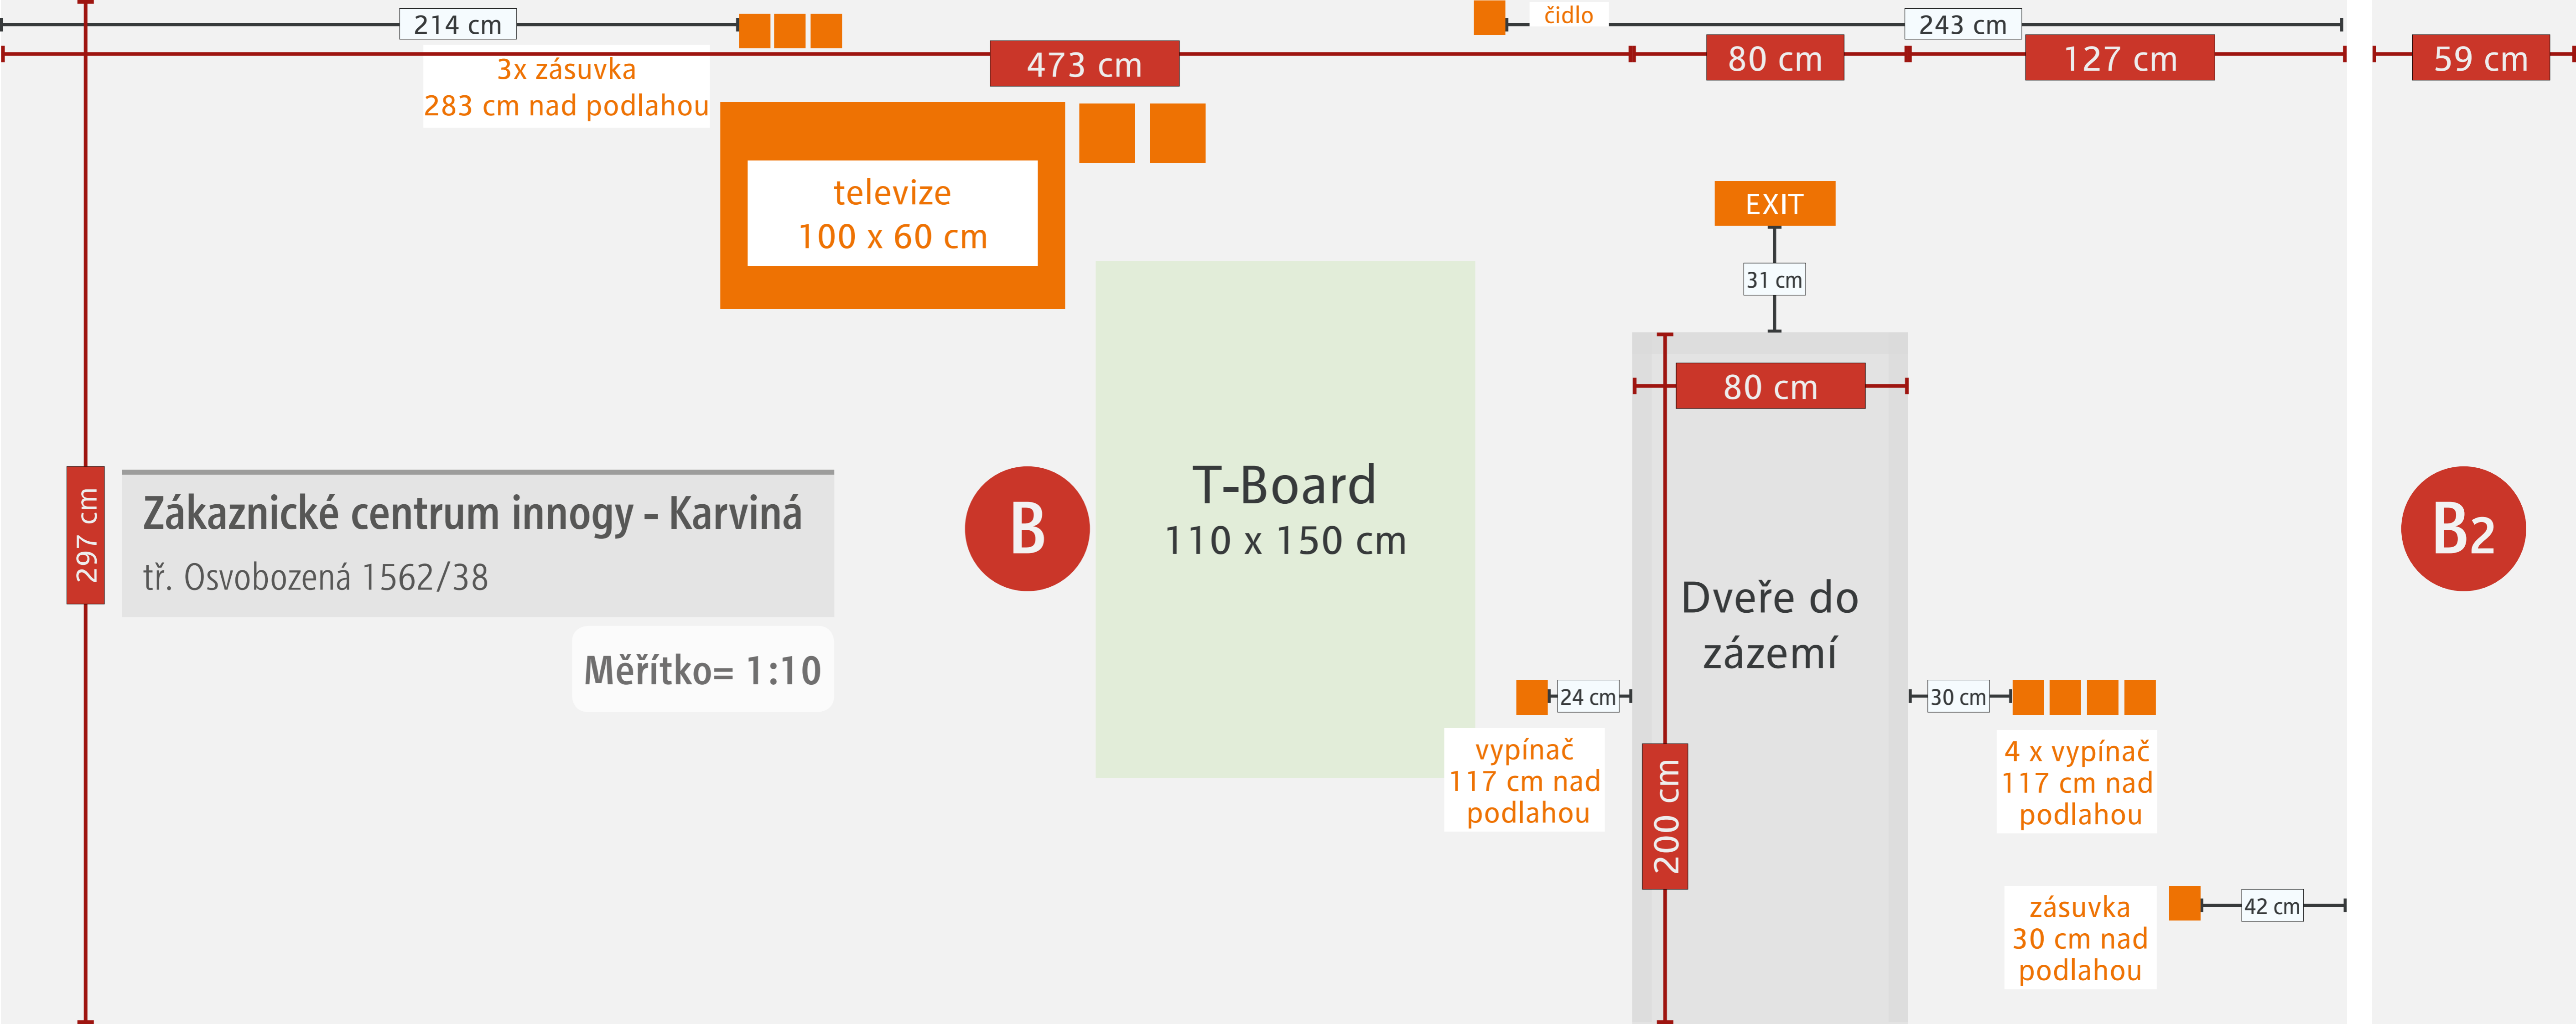 214 cm
čidlo
243 cm
473 cm
80 cm
127 cm
59 cm
3x zásuvka
283 cm nad podlahou
televize
100 x 60 cm
EXIT
31 cm
80 cm
297 cm
Zákaznické centrum innogy - Karviná
tř. Osvobozená 1562/38
Měřítko= 1:10
B
T-Board
110 x 150 cm
Dveře do
zázemí
B2
24 cm
30 cm
vypínač
117 cm nad
podlahou
200 cm
4 x vypínač
117 cm nad
podlahou
zásuvka
30 cm nad
podlahou
42 cm